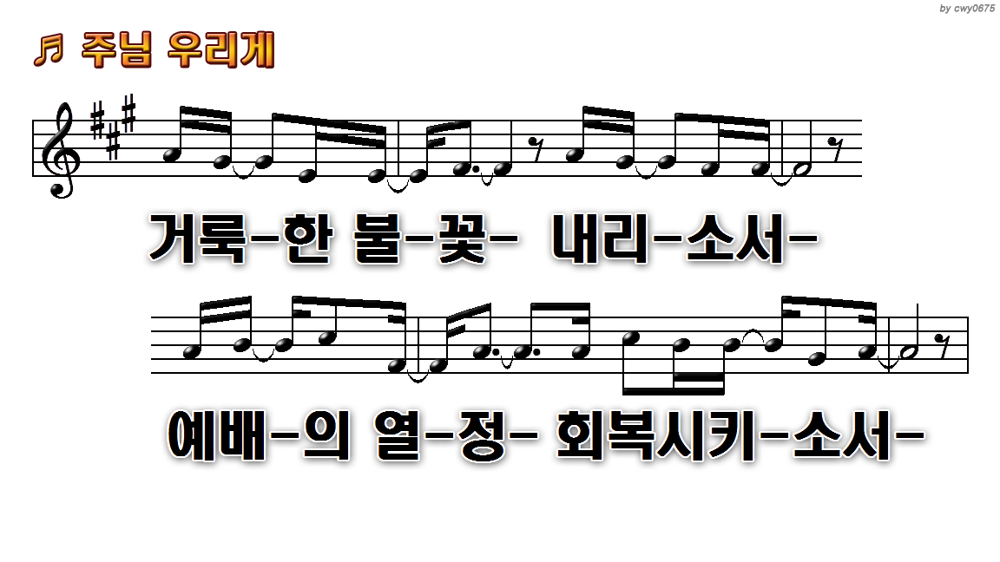 by cwy0675
♬ 주님 우리게
거룩-한 불-꽃- 내리-소서-
예배-의 열-정- 회복시키-소서-